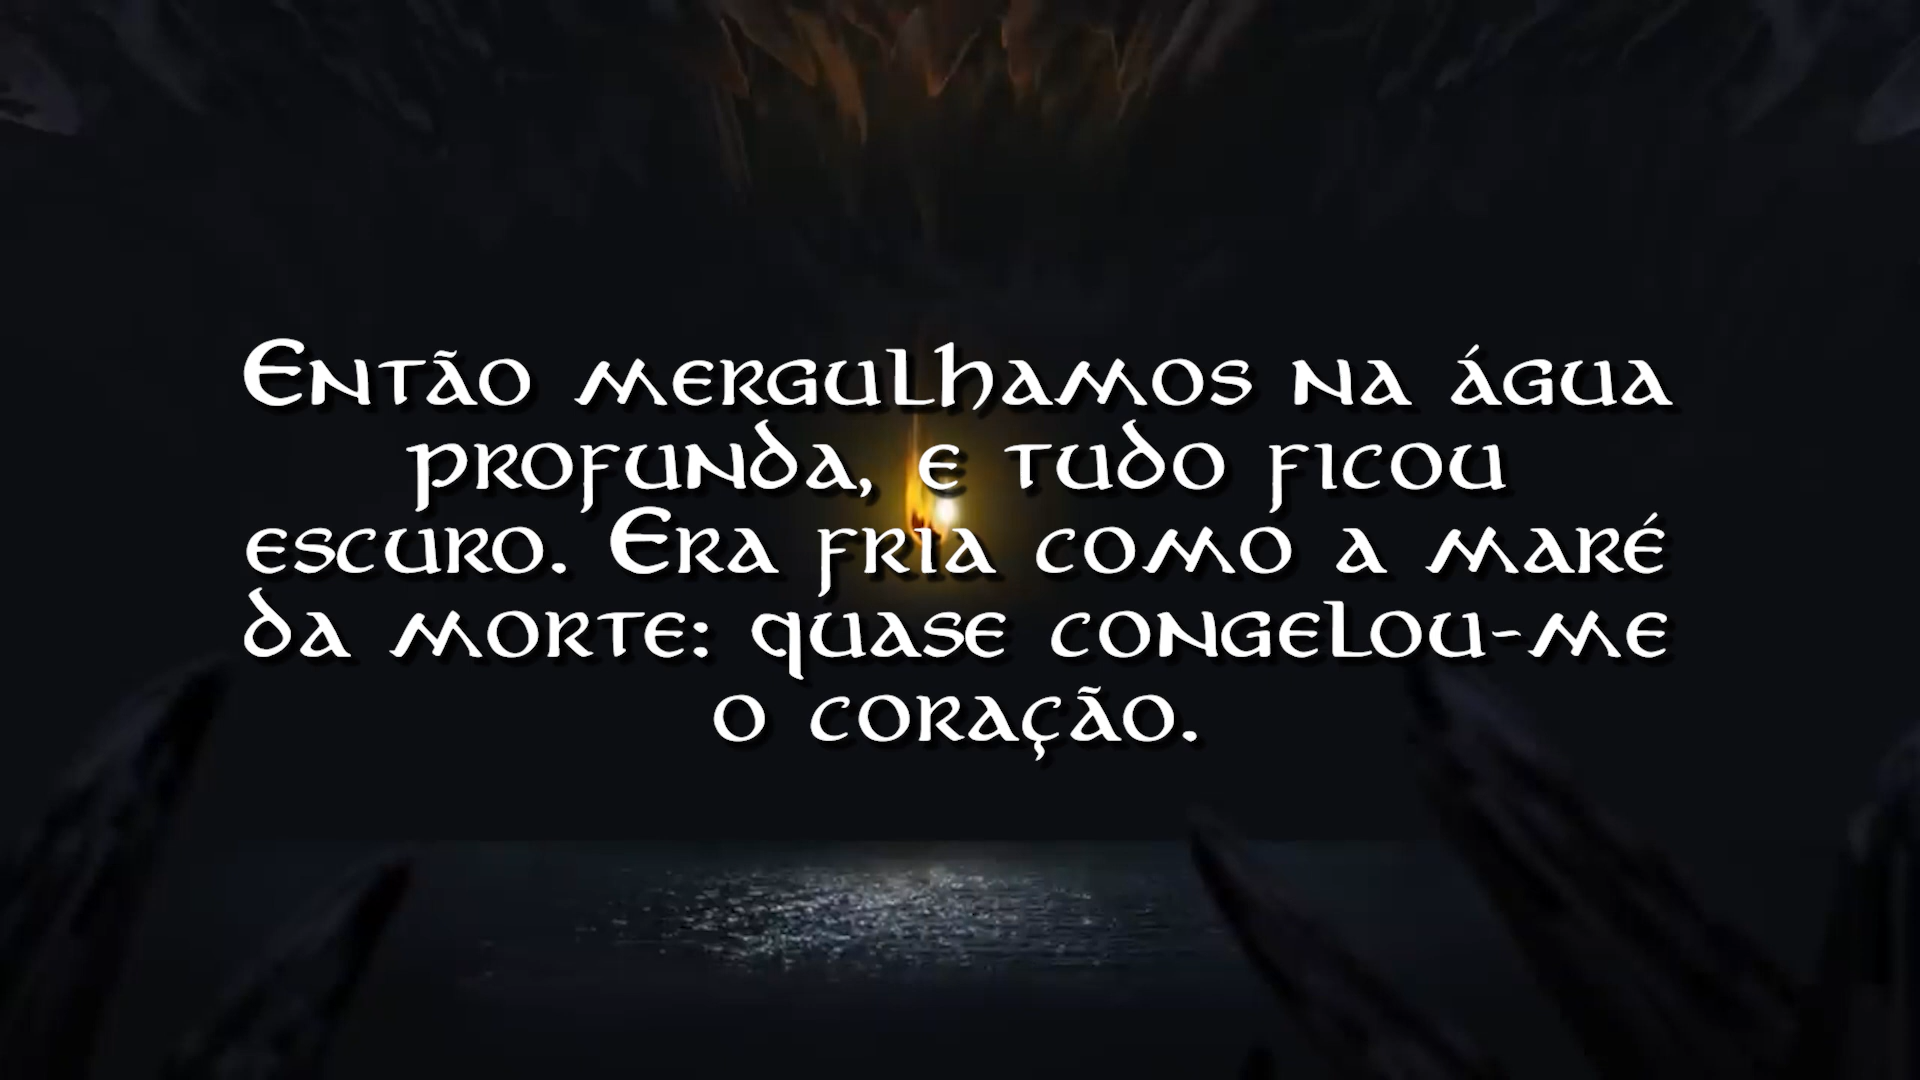 Então mergulhamos na água
profunda, e tudo ficou
escuro. Era fria como a maré
da morte: quase congelou-me
o coração.